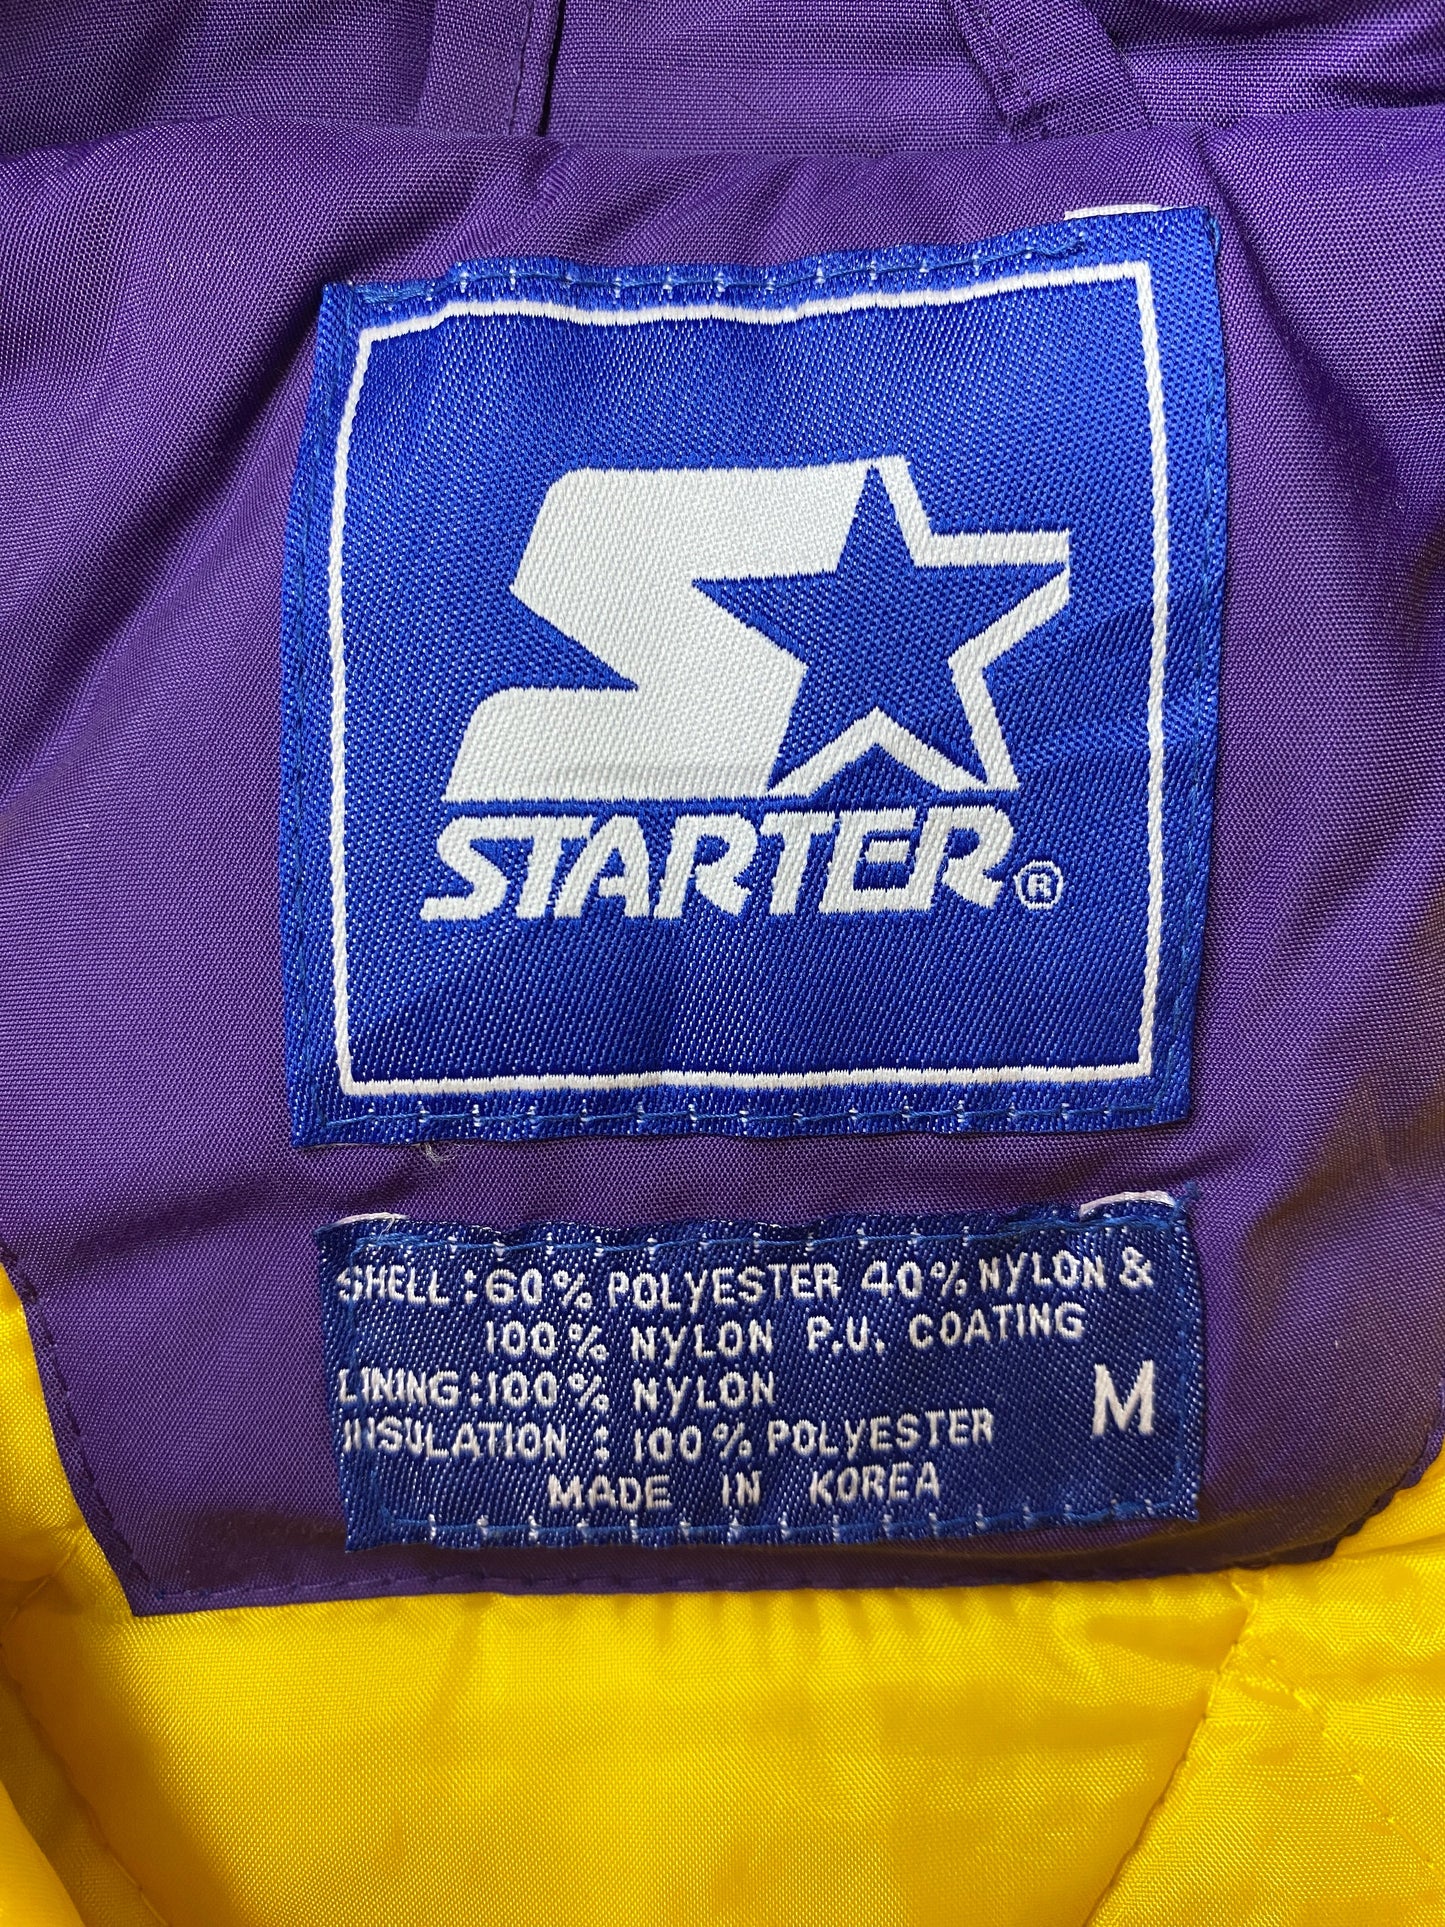 STARTER®
SHELL:60% POLYESTER 40% NYLON &
100% NYLON P.U. COATING
LINING:100% NYLON
INSULATION:100% POLYESTER
MADE IN KOREA
M